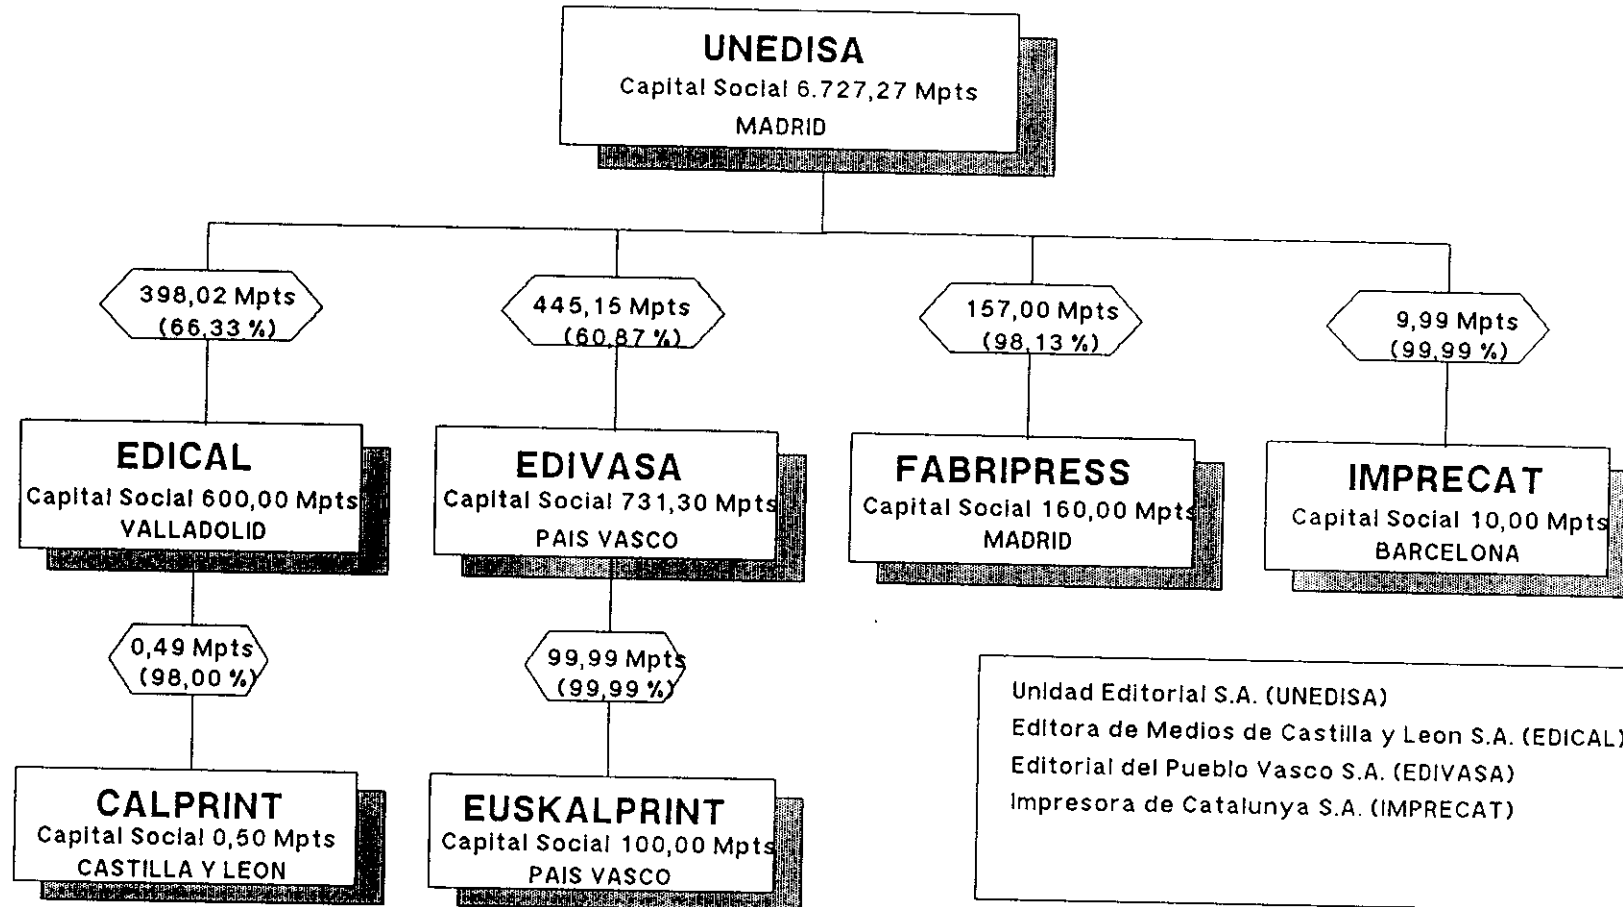 UNEDISA
Capital Social 6.727,27 Mpts
MADRID
398,02 Mpts
(66,33 %)
445,15 Mpts
(60,87 %)
157,00 Mpts
(98,13 %)
9,99 Mpts
(99,99 %)
EDICAL
Capital Social 600,00 Mpts
VALLADOLID
EDIVASA
Capital Social 731,30 Mpts
PAIS VASCO
FABRIPRESS
Capital Social 160,00 Mpts
MADRID
IMPRECAT
Capital Social 10,00 Mpts
BARCELONA
0,49 Mpts
(98,00 %)
99,99 Mpts
(99,99 %)
CALPRINT
Capital Social 0,50 Mpts
CASTILLA Y LEON
EUSKALPRINT
Capital Social 100,00 Mpts
PAIS VASCO
Unidad Editorial S.A. (UNEDISA)
Editora de Medios de Castilla y Leon S.A. (EDICAL)
Editorial del Pueblo Vasco S.A. (EDIVASA)
Impresora de Catalunya S.A. (IMPRECAT)